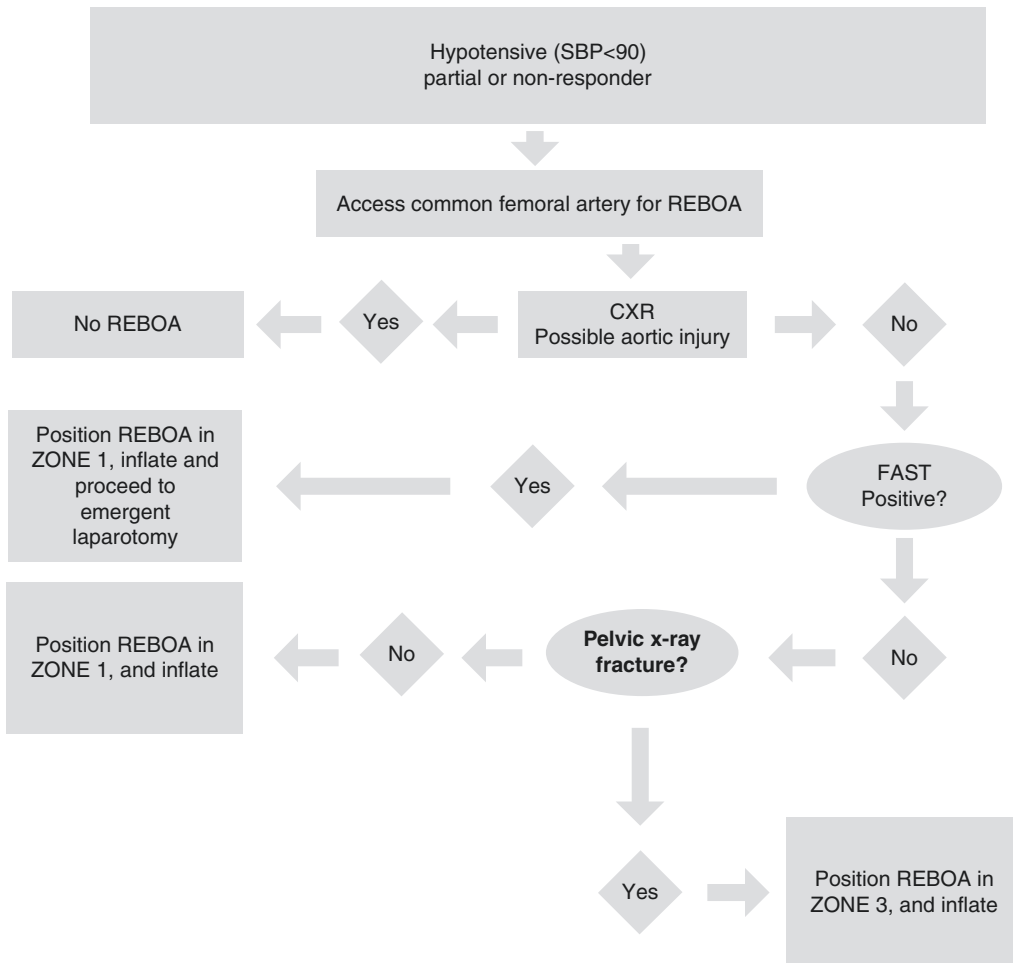 Hypotensive (SBP<90)
partial or non-responder
Access common femoral artery for REBOA
No REBOA
Yes
CXR
Possible aortic injury
No
Position REBOA in
ZONE 1, inflate and
proceed to
emergent
laparotomy
Yes
FAST
Positive?
Position REBOA in
ZONE 1, and inflate
No
Pelvic x-ray
fracture?
No
Yes
Position REBOA in
ZONE 3, and inflate